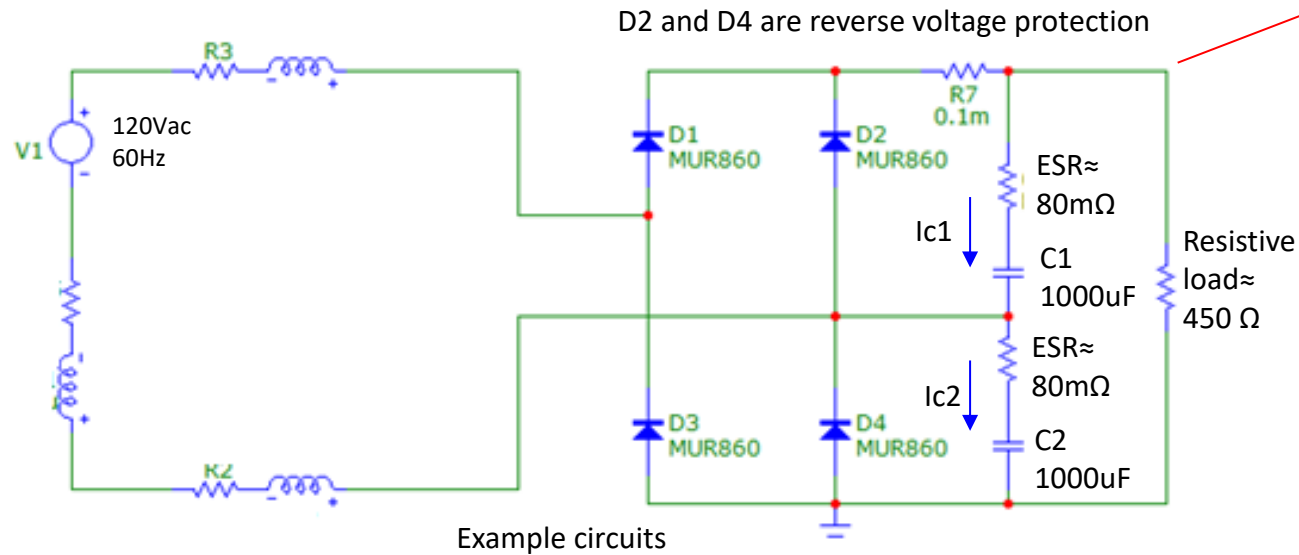 D2 and D4 are reverse voltage protection
R3
V1
120Vac
60Hz
R2
D1
MUR860
D2
MUR860
R7
0.1m
D3
MUR860
D4
MUR860
ESR≈
80mΩ
Ic1
C1
1000uF
ESR≈
80mΩ
Ic2
C2
1000uF
Resistive
load≈
450 Ω
Example circuits